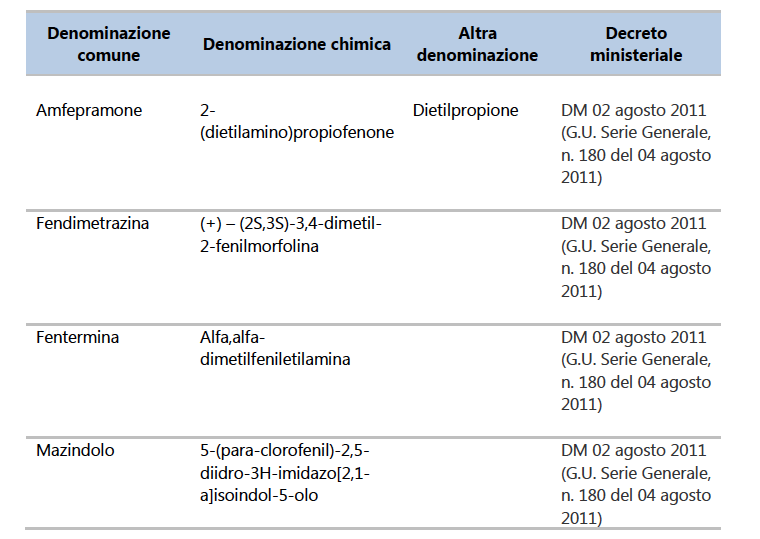 Denominazione comune
Denominazione chimica
Altra denominazione
Decreto ministeriale
Amfepramone
2-
(dietilamino)propiofenone
Dietilpropione
DM 02 agosto 2011
(G.U. Serie Generale,
n. 180 del 04 agosto
2011)
Fendimetrazina
(+) – (2S,3S)-3,4-dimetil-
2-fenilmorfolina
DM 02 agosto 2011
(G.U. Serie Generale,
n. 180 del 04 agosto
2011)
Fentermina
Alfa,alfa-
dimetilfeniletilamina
DM 02 agosto 2011
(G.U. Serie Generale,
n. 180 del 04 agosto
2011)
Mazindolo
5-(para-clorofenil)-2,5-
diidro-3H-imidazo[2,1-
a]isoindol-5-olo
DM 02 agosto 2011
(G.U. Serie Generale,
n. 180 del 04 agosto
2011)